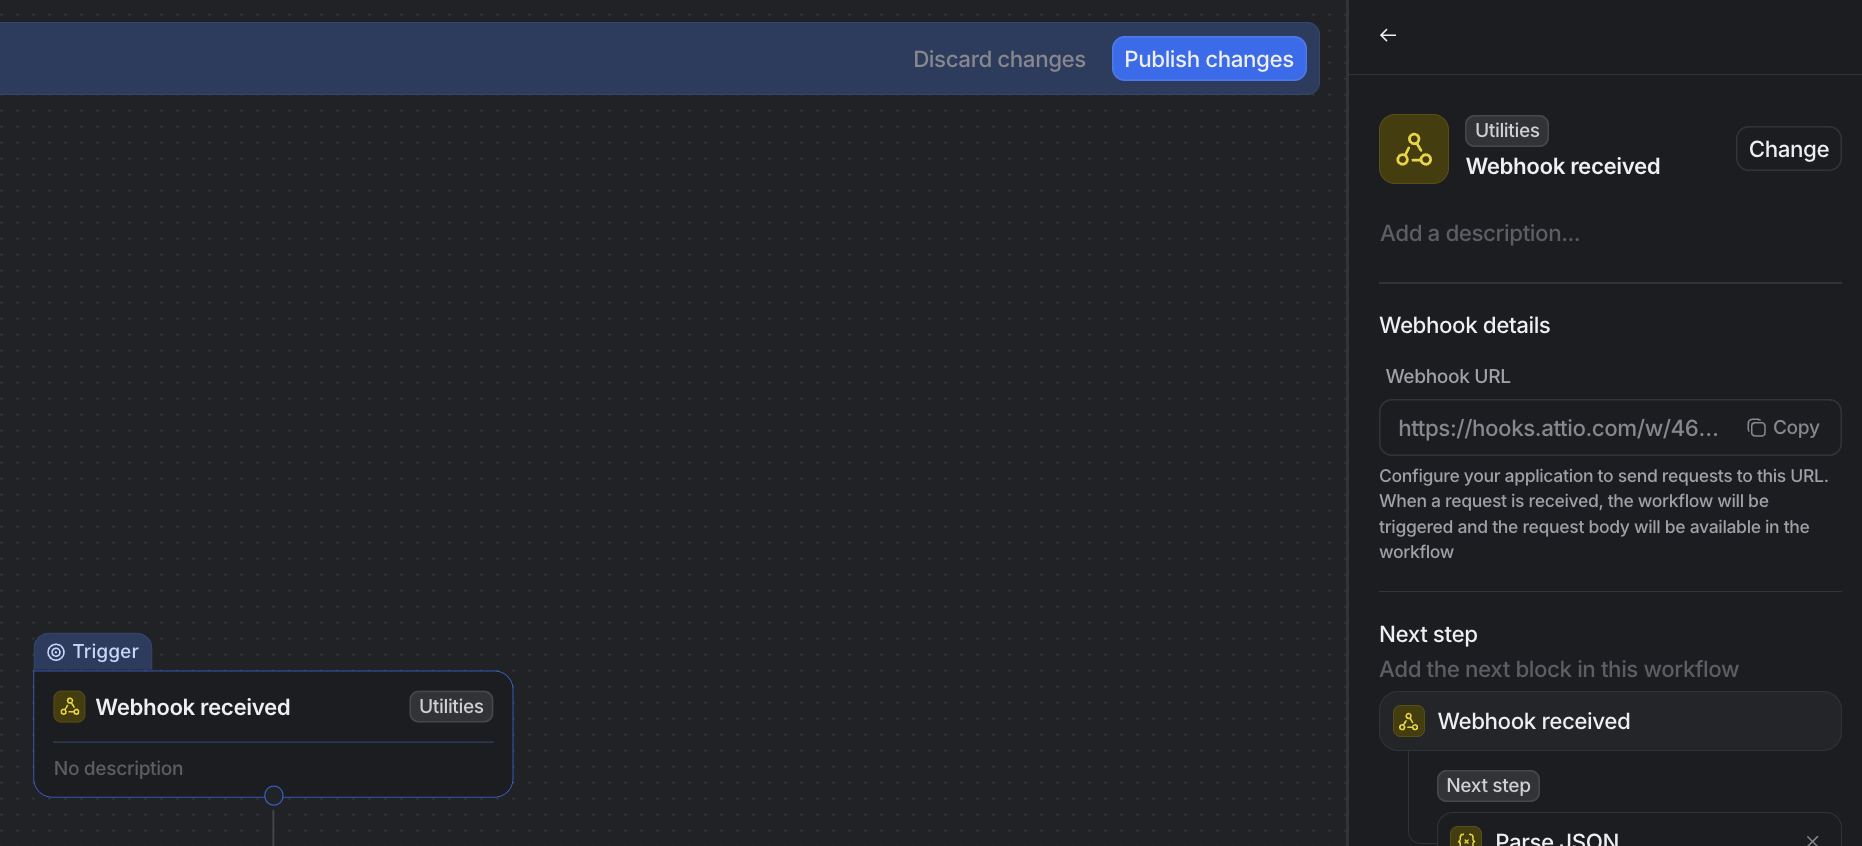 Discard changes
Publish changes
Utilities
Webhook received
Change
Add a description...
Webhook details
Webhook URL
https://hooks.attio.com/w/46...
Copy
Configure your application to send requests to this URL.
When a request is received, the workflow will be
triggered and the request body will be available in the
workflow
Next step
Add the next block in this workflow
Webhook received
Next step
Parse JSON
Trigger
Webhook received
Utilities
No description